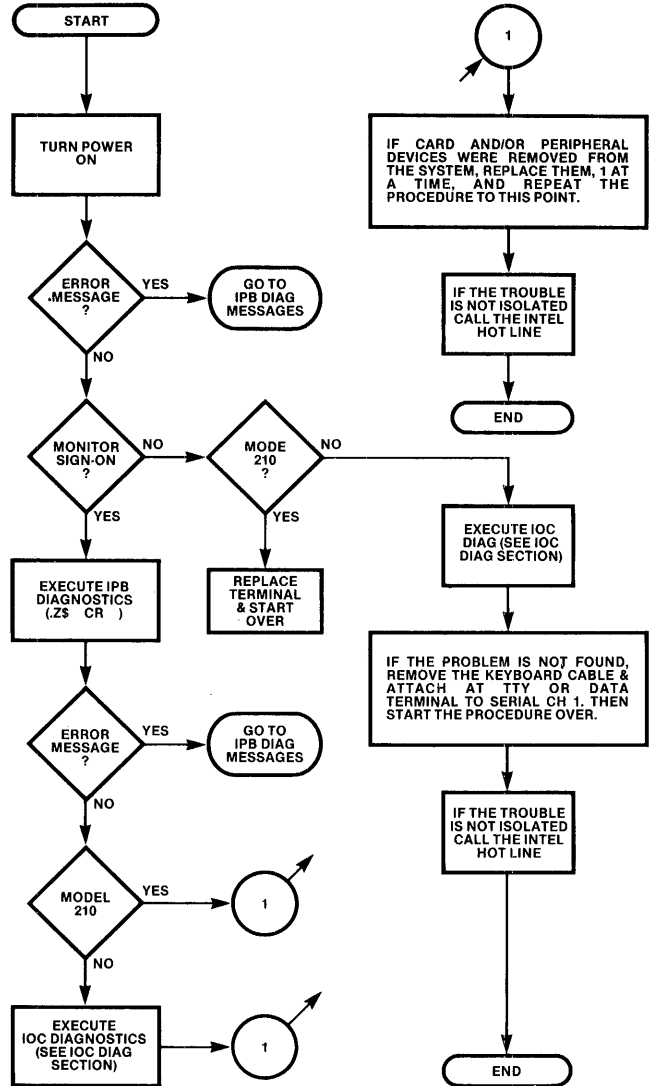 START
TURN POWER
ON
ERROR
.MESSAGE
?
YES
GO TO
IPB DIAG
MESSAGES
NO
MONITOR
SIGN-ON
?
NO
MODE
210
?
NO
YES
YES
REPLACE
TERMINAL
& START
OVER
EXECUTE IPB
DIAGNOSTICS
(.Z$ CR )
ERROR
MESSAGE
?
YES
GO TO
IPB DIAG
MESSAGES
NO
MODEL
210
YES
1
NO
EXECUTE
IOC DIAGNOSTICS
(SEE IOC DIAG
SECTION)
1
1
IF CARD AND/OR PERIPHERAL
DEVICES WERE REMOVED FROM
THE SYSTEM, REPLACE THEM, 1 AT
A TIME, AND REPEAT THE
PROCEDURE TO THIS POINT.
IF THE TROUBLE
IS NOT ISOLATED
CALL THE INTEL
HOT LINE
END
EXECUTE IOC
DIAG (SEE IOC
DIAG SECTION)
IF THE PROBLEM IS NOT FOUND,
REMOVE THE KEYBOARD CABLE &
ATTACH AT TTY OR DATA
TERMINAL TO SERIAL CH 1. THEN
START THE PROCEDURE OVER.
IF THE TROUBLE
IS NOT ISOLATED
CALL THE INTEL
HOT LINE
END